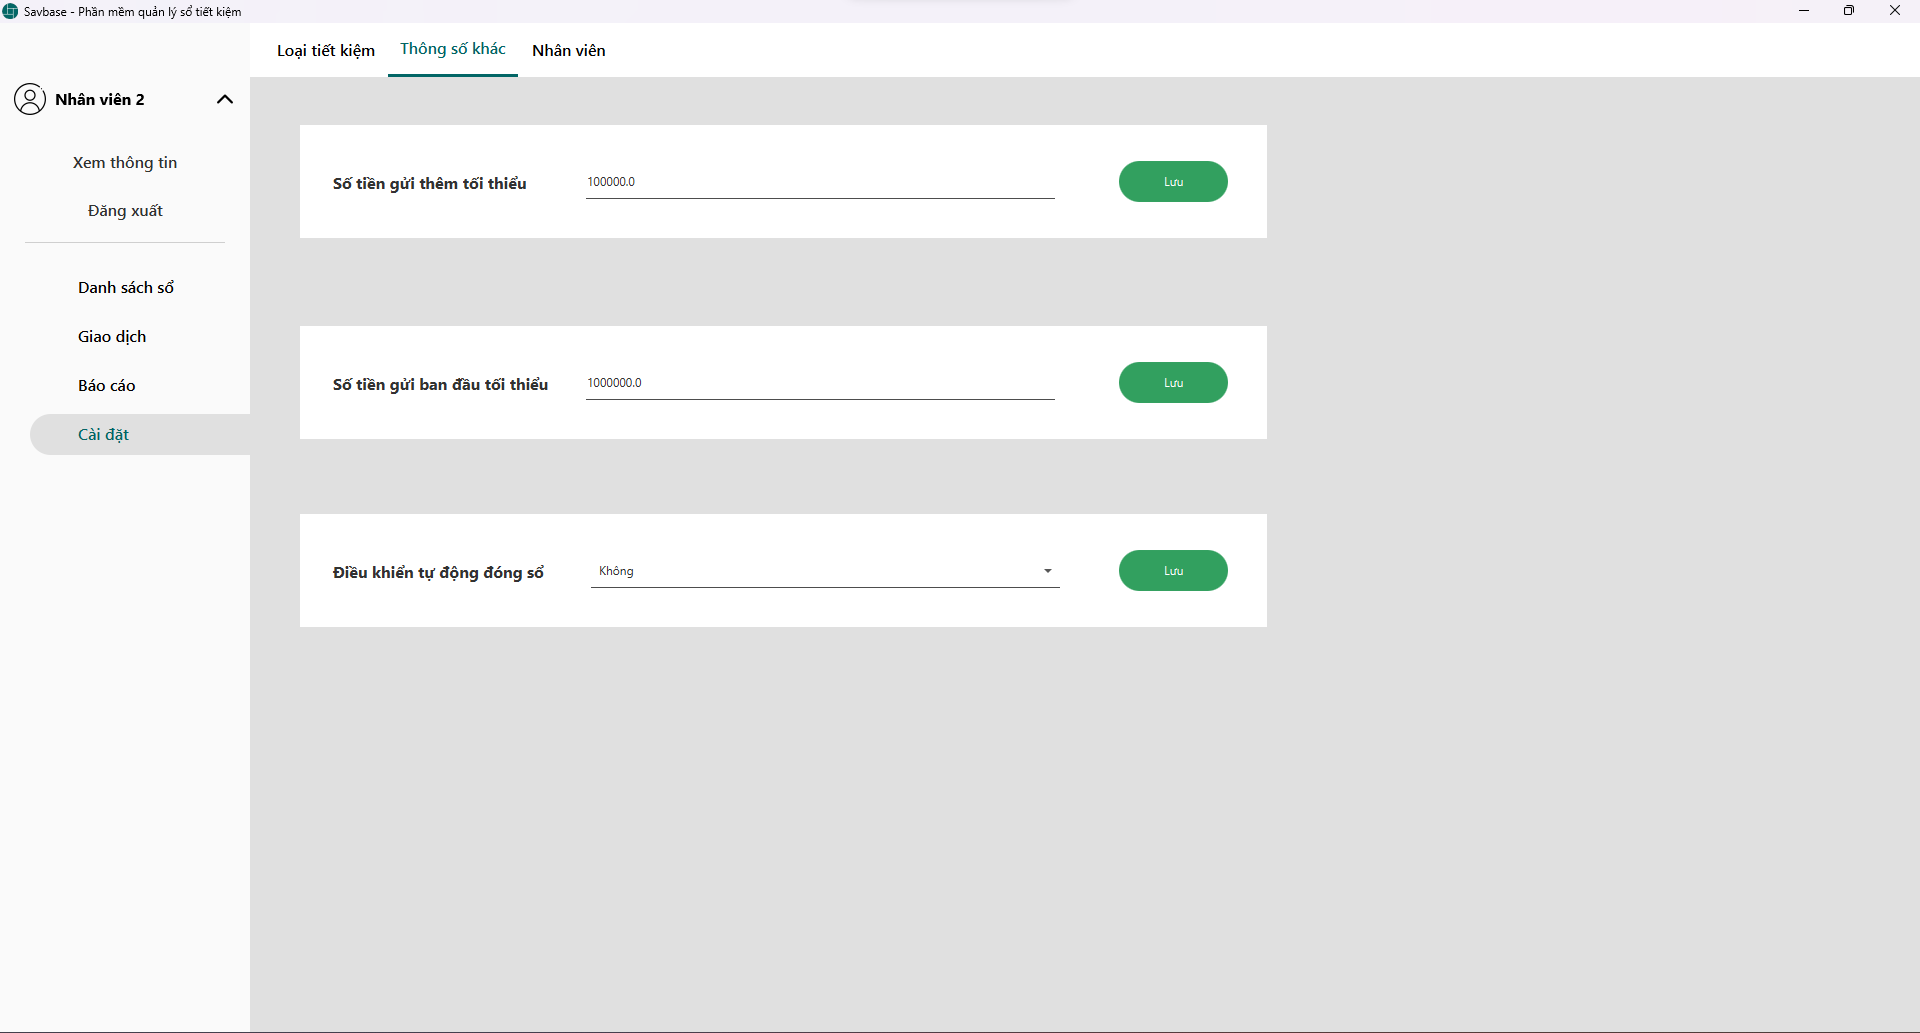 Savbase - Phần mềm quản lý sổ tiết kiệm
Loại tiết kiệm
Thông số khác
Nhân viên
Nhân viên 2
Xem thông tin
Đăng xuất
Danh sách sổ
Giao dịch
Báo cáo
Cài đặt
Số tiền gửi thêm tối thiểu
100000.0
Lưu
Số tiền gửi ban đầu tối thiểu
1000000.0
Lưu
Điều khiển tự động đóng sổ
Không
Lưu